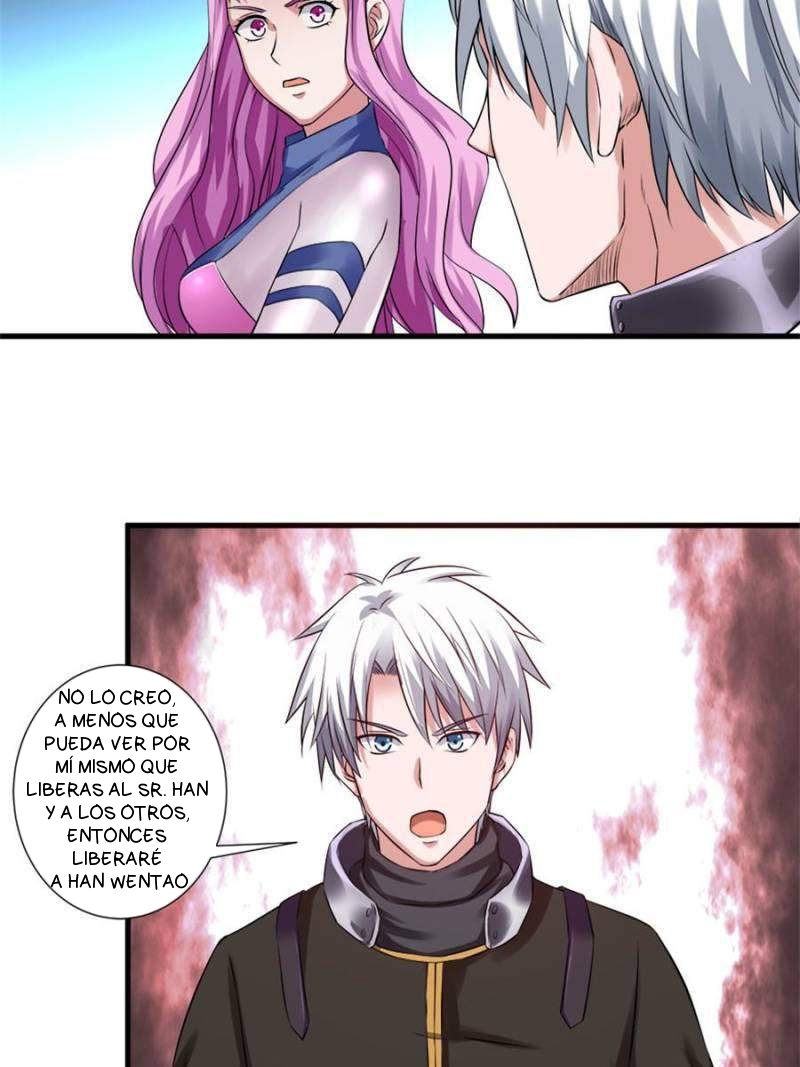 NO LO CREO,
A MENOS QUE
PUEDA VER POR
MÍ MISMO QUE
LIBERAS AL SR. HAN
Y A LOS OTROS,
ENTONCES
LIBERARÉ
A HAN WENTAO